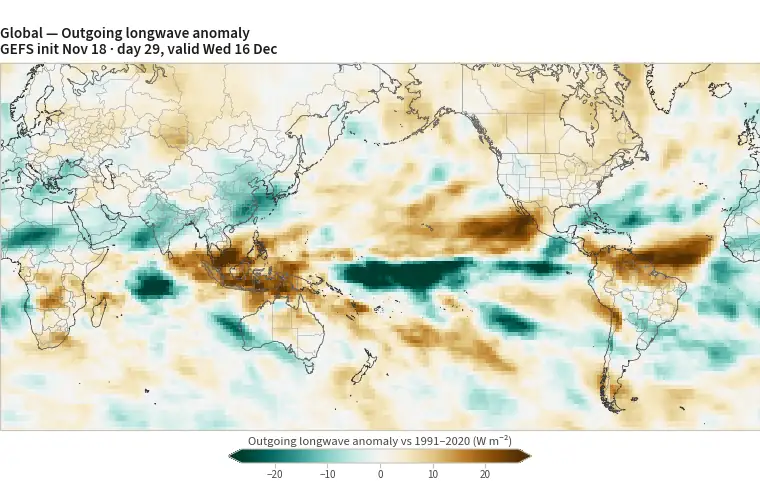 Global — Outgoing longwave anomaly
GEFS init Nov 18 · day 29, valid Wed 16 Dec
Outgoing longwave anomaly vs 1991–2020 (W m⁻²)
−20 −10 0 10 20